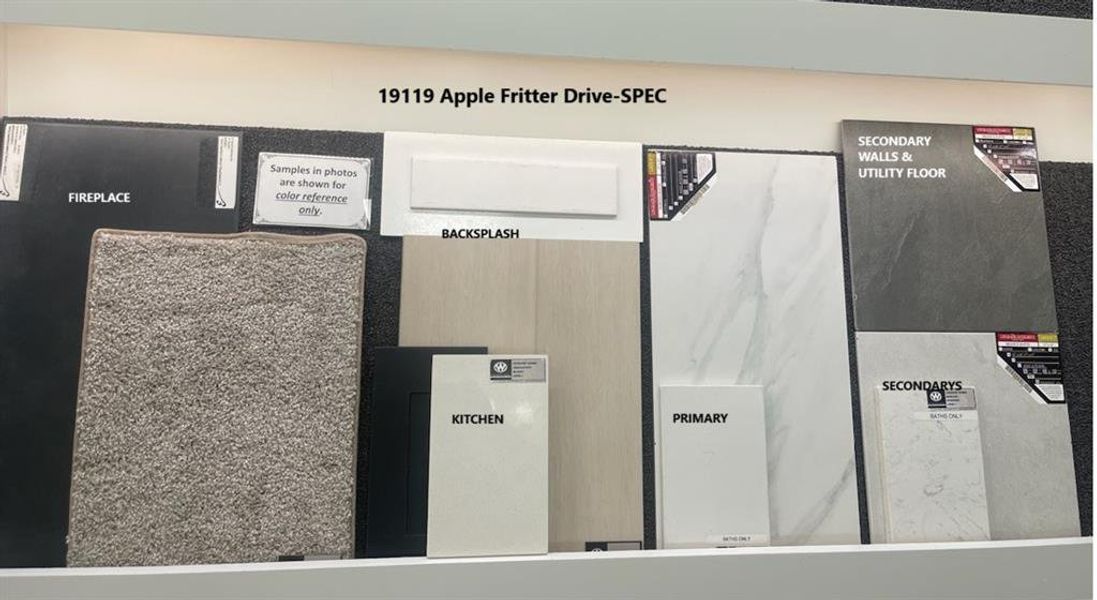 19119 Apple Fritter Drive-SPEC
FIREPLACE
Samples in photos
are shown for
color reference
only.
BACKSPLASH
SECONDARY
WALLS &
UTILITY FLOOR
KITCHEN
PRIMARY
BATHS ONLY
SECONDARYS
BATHS ONLY